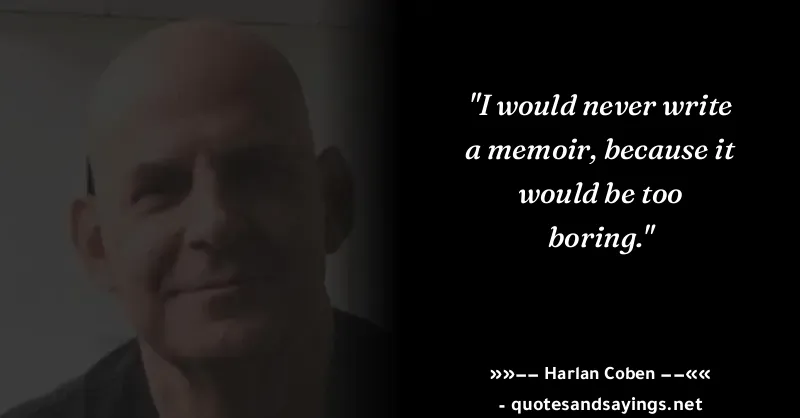 "I would never write
a memoir, because it
would be too
boring."
»»−− Harlan Coben −−««
- quotesandsayings.net